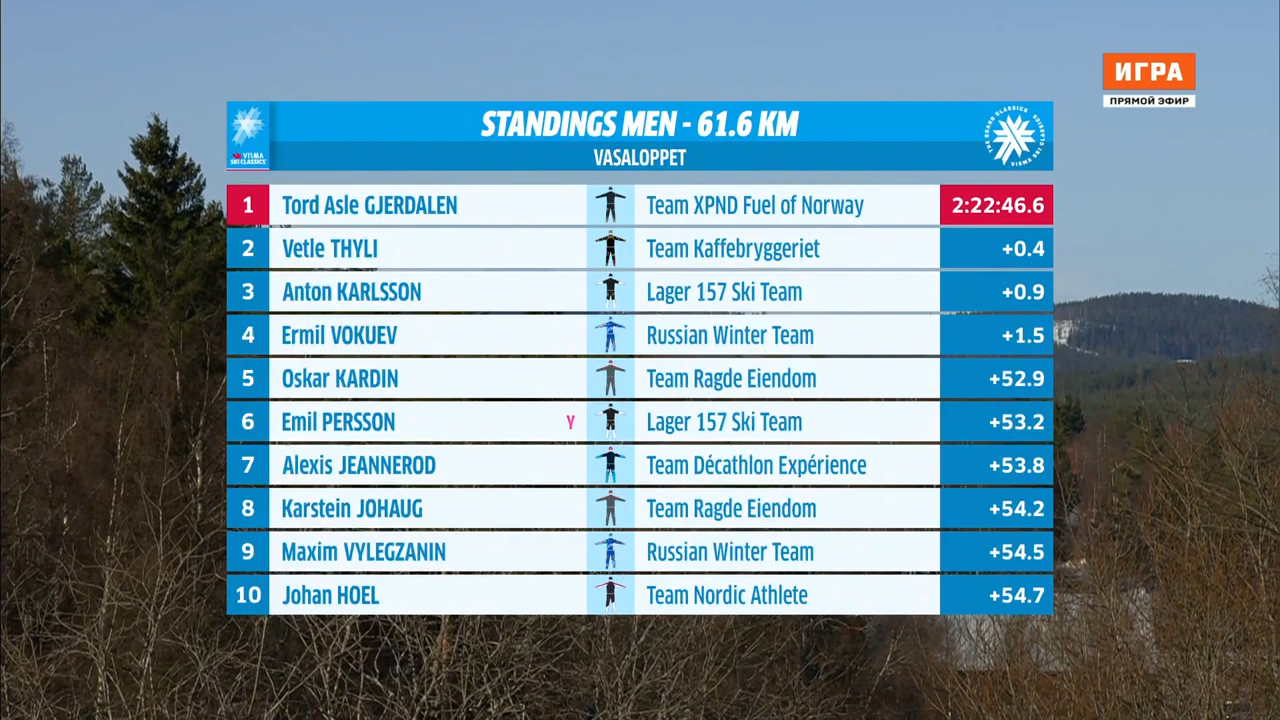 ИГРА
ПРЯМОЙ ЭФИР
STANDINGS MEN - 61.6 KM
VASALOPPET
VISMA
SKI CLASSICS
1 Tord Asle GJERDALEN Team XPND Fuel of Norway 2:22:46.6
2 Vetle THYLI Team Kaffebryggeriet +0.4
3 Anton KARLSSON Lager 157 Ski Team +0.9
4 Ermil VOKUEV Russian Winter Team +1.5
5 Oskar KARDIN Team Ragde Eiendom +52.9
6 Emil PERSSON Y Lager 157 Ski Team +53.2
7 Alexis JEANNEROD Team Décathlon Expérience +53.8
8 Karstein JOHAUG Team Ragde Eiendom +54.2
9 Maxim VYLEGZANIN Russian Winter Team +54.5
10 Johan HOEL Team Nordic Athlete +54.7